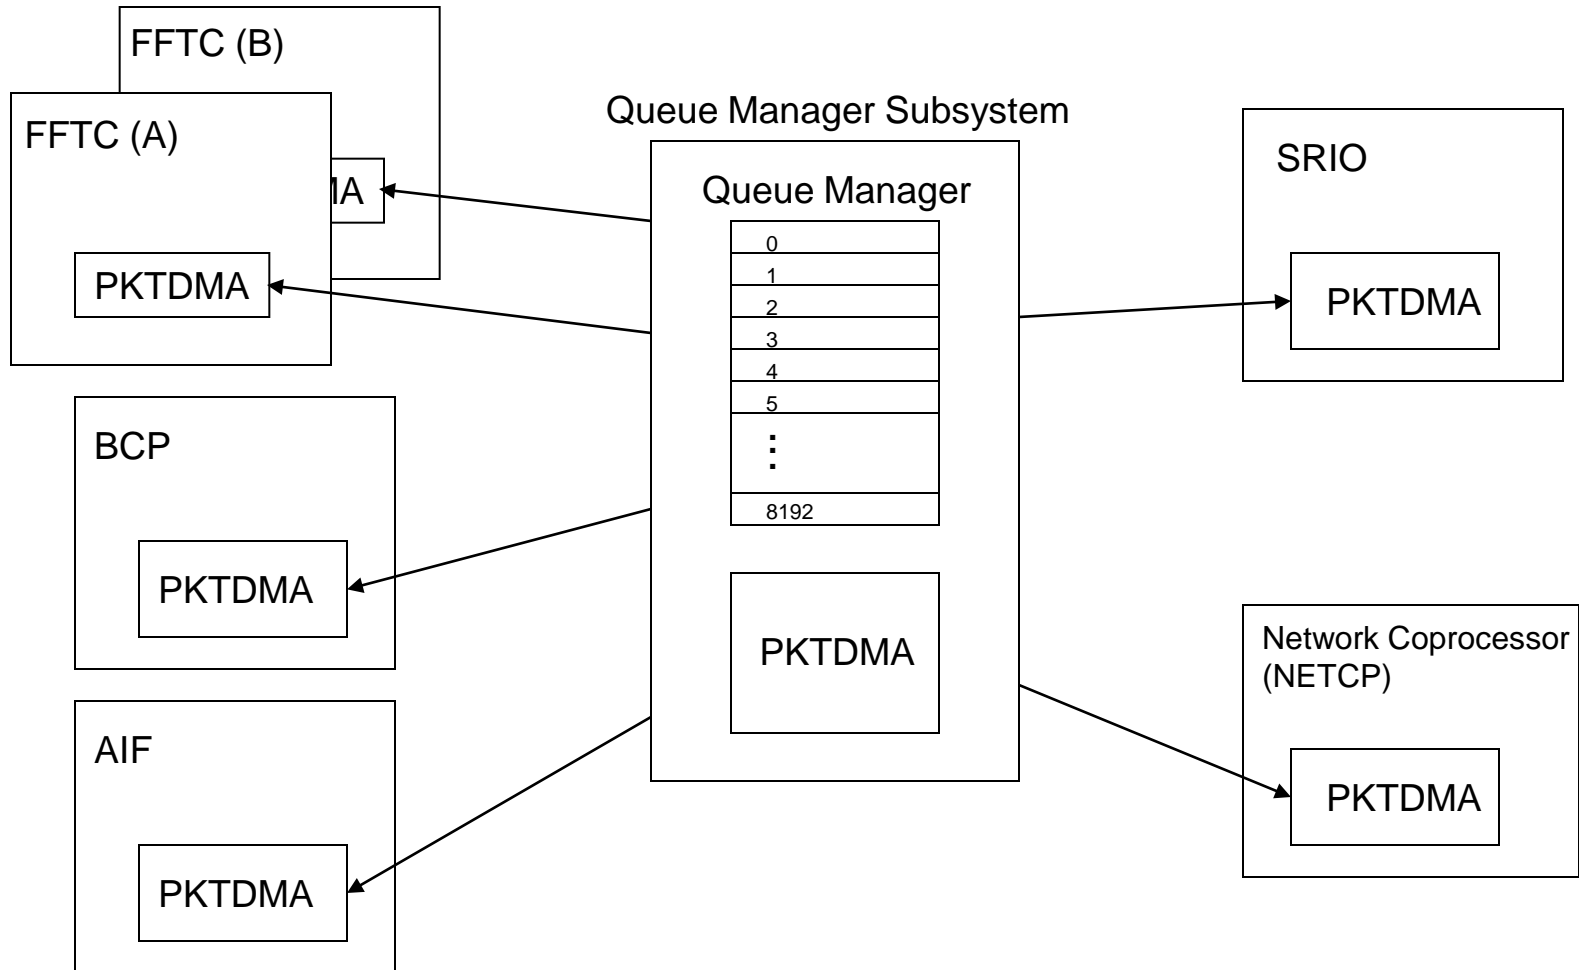 FFTC (B)
FFTC (A)
PKTDMA
BCP
PKTDMA
AIF
PKTDMA
Queue Manager Subsystem
Queue Manager
0
1
2
3
4
5
⋮
8192
PKTDMA
SRIO
PKTDMA
Network Coprocessor
(NETCP)
PKTDMA